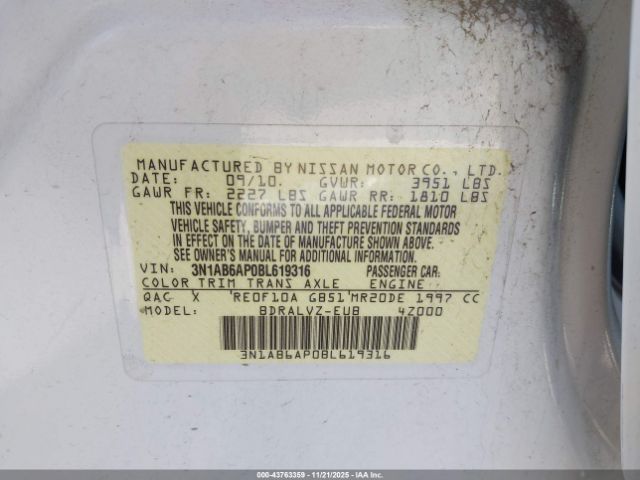 MANUFACTURED BY NISSAN MOTOR CO., LTD.
DATE: 09/10. GVWR: 3951 LBS
GAWR FR: 2227 LBS GAWR RR: 1810 LBS
THIS VEHICLE CONFORMS TO ALL APPLICABLE FEDERAL MOTOR
VEHICLE SAFETY, BUMPER AND THEFT PREVENTION STANDARDS
IN EFFECT ON THE DATE OF MANUFACTURE SHOWN ABOVE.
SEE OWNER'S MANUAL FOR ADDITIONAL INFORMATION
VIN: 3N1AB6AP0BL619316 PASSENGER CAR:
COLOR TRIM TRANS AXLE ENGINE:
QAC X RE0F10A GB51 MR20DE 1997 CC
MODEL: BDRALVZ-EUB 4Z000
3N1AB6AP0BL619316
000-43763359 - 11/21/2025 - Copyright © IAA, LLC